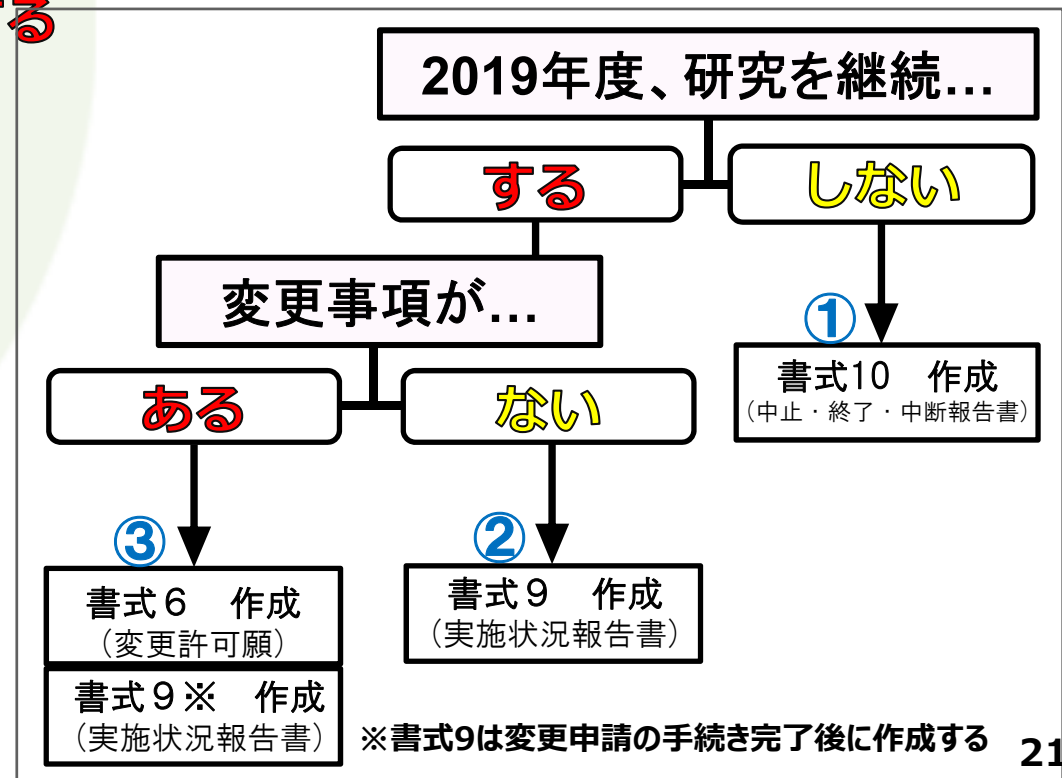 する
2019年度、研究を継続…
する
しない
変更事項が…
①
書式10　作成
（中止・終了・中断報告書）
ある
ない
③
②
書式６　作成
（変更許可願）
書式９　作成
（実施状況報告書）
書式９※　作成
（実施状況報告書）
※書式9は変更申請の手続き完了後に作成する
21